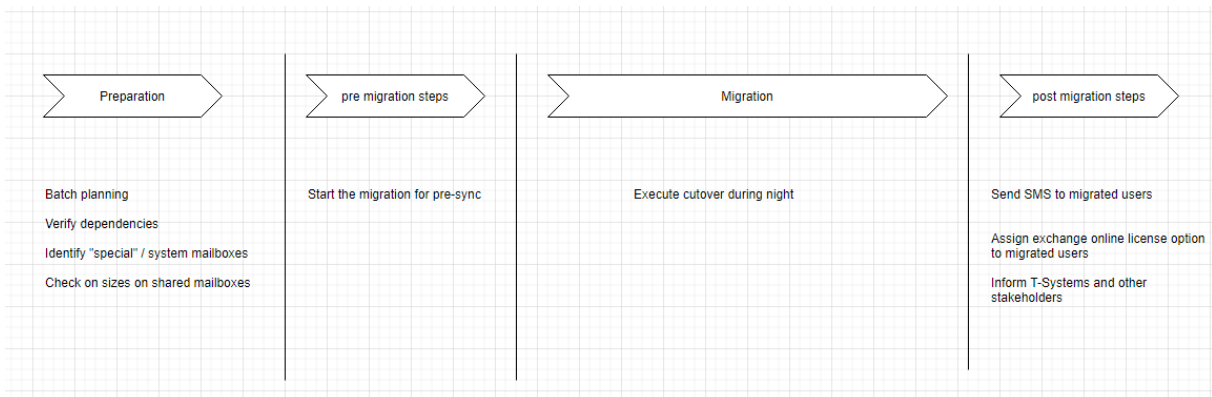 Preparation
pre migration steps
Migration
post migration steps
Batch planning
Verify dependencies
Identify "special" / system mailboxes
Check on sizes on shared mailboxes
Start the migration for pre-sync
Execute cutover during night
Send SMS to migrated users
Assign exchange online license option
to migrated users
Inform T-Systems and other
stakeholders